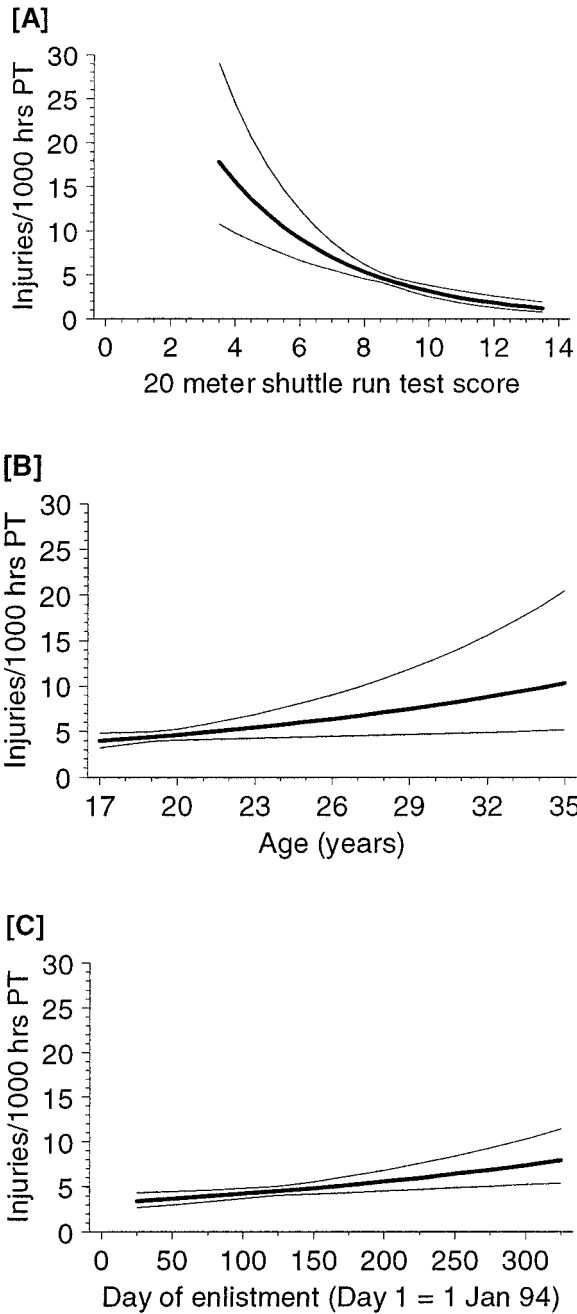 [A]
Injuries/1000 hrs PT
30
25
20
15
10
5
0
0 2 4 6 8 10 12 14
20 meter shuttle run test score
[B]
Injuries/1000 hrs PT
30
25
20
15
10
5
0
17 20 23 26 29 32 35
Age (years)
[C]
Injuries/1000 hrs PT
30
25
20
15
10
5
0
0 50 100 150 200 250 300
Day of enlistment (Day 1 = 1 Jan 94)